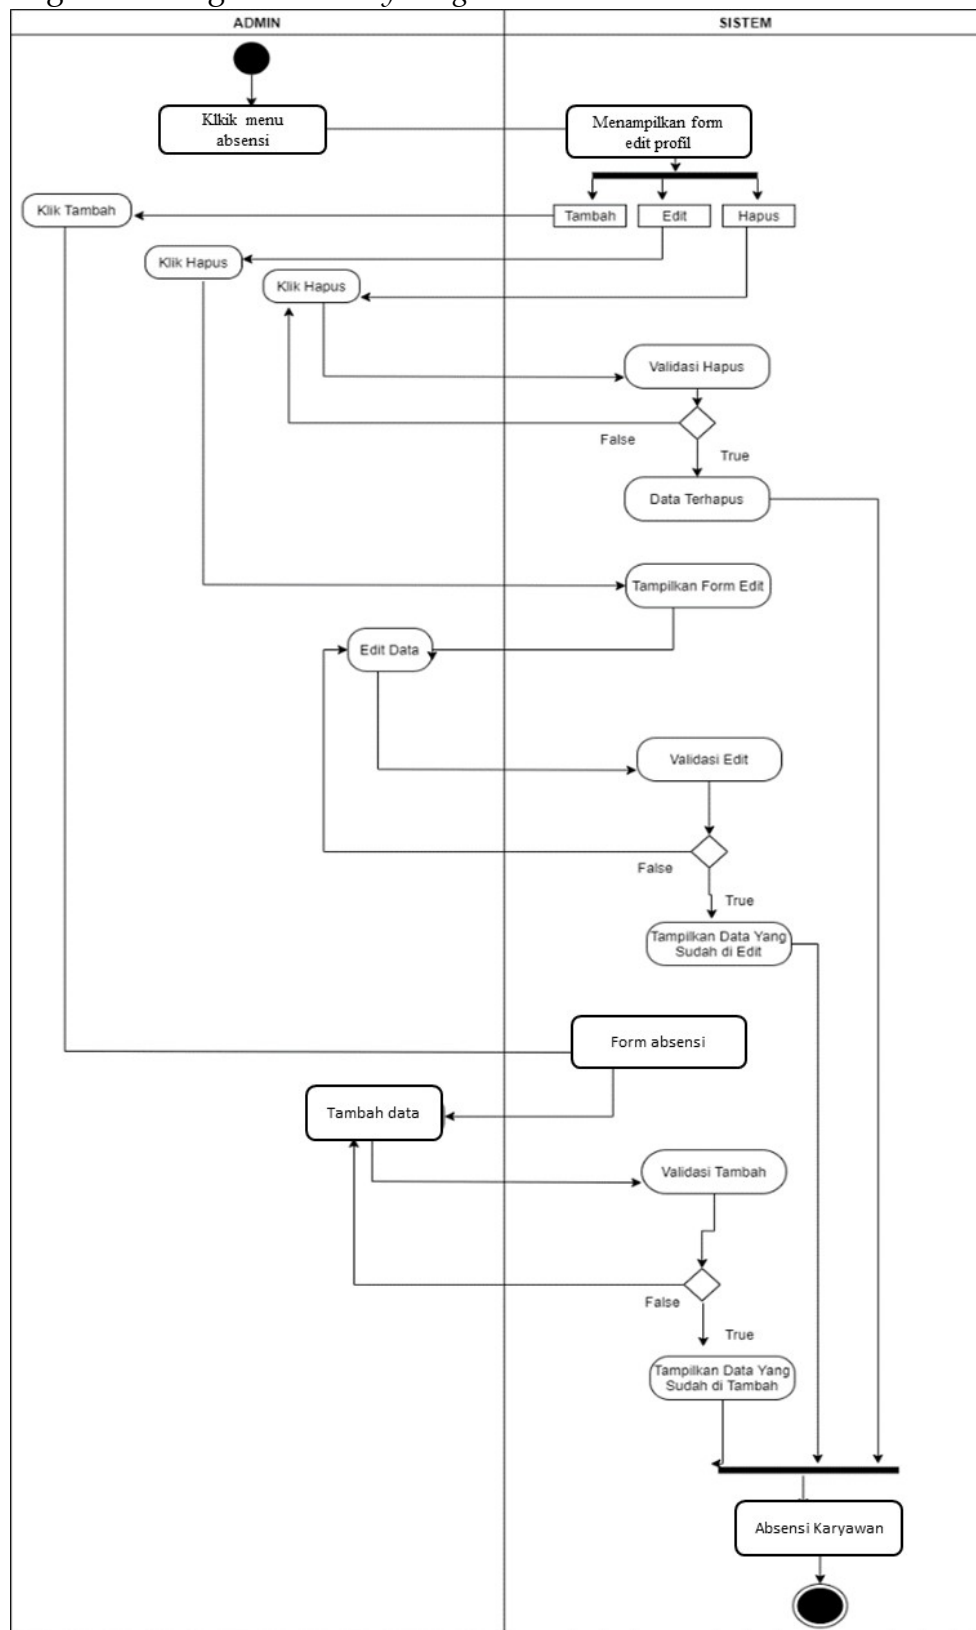 ADMIN
SISTEM
Klkik menu
absensi
Menampilkan form
edit profil
Klik Tambah
Tambah
Edit
Hapus
Klik Hapus
Klik Hapus
Validasi Hapus
False
True
Data Terhapus
Tampilkan Form Edit
Edit Data
Validasi Edit
False
True
Tampilkan Data Yang
Sudah di Edit
Form absensi
Tambah data
Validasi Tambah
False
True
Tampilkan Data Yang
Sudah di Tambah
Absensi Karyawan